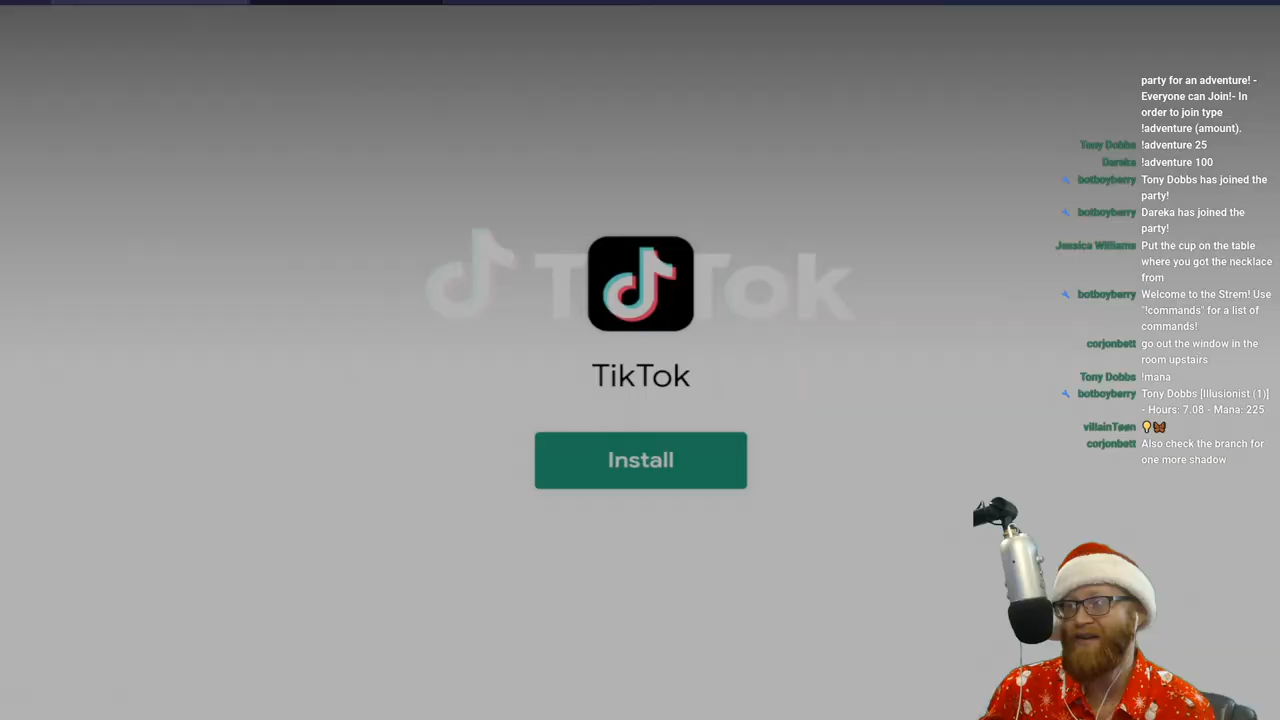 TikTok
TikTok
Install
party for an adventure! -
Everyone can Join!- In
order to join type
!adventure (amount).
Tony Dobbs !adventure 25
Dareka !adventure 100
botboyberry Tony Dobbs has joined the
party!
botboyberry Dareka has joined the
party!
Jessica Williams Put the cup on the table
where you got the necklace
from
botboyberry Welcome to the Strem! Use
"!commands" for a list of
commands!
corjonbett go out the window in the
room upstairs
Tony Dobbs !mana
botboyberry Tony Dobbs [Illusionist (1)]
- Hours: 7.08 - Mana: 225
villainTøøn
corjonbett Also check the branch for
one more shadow